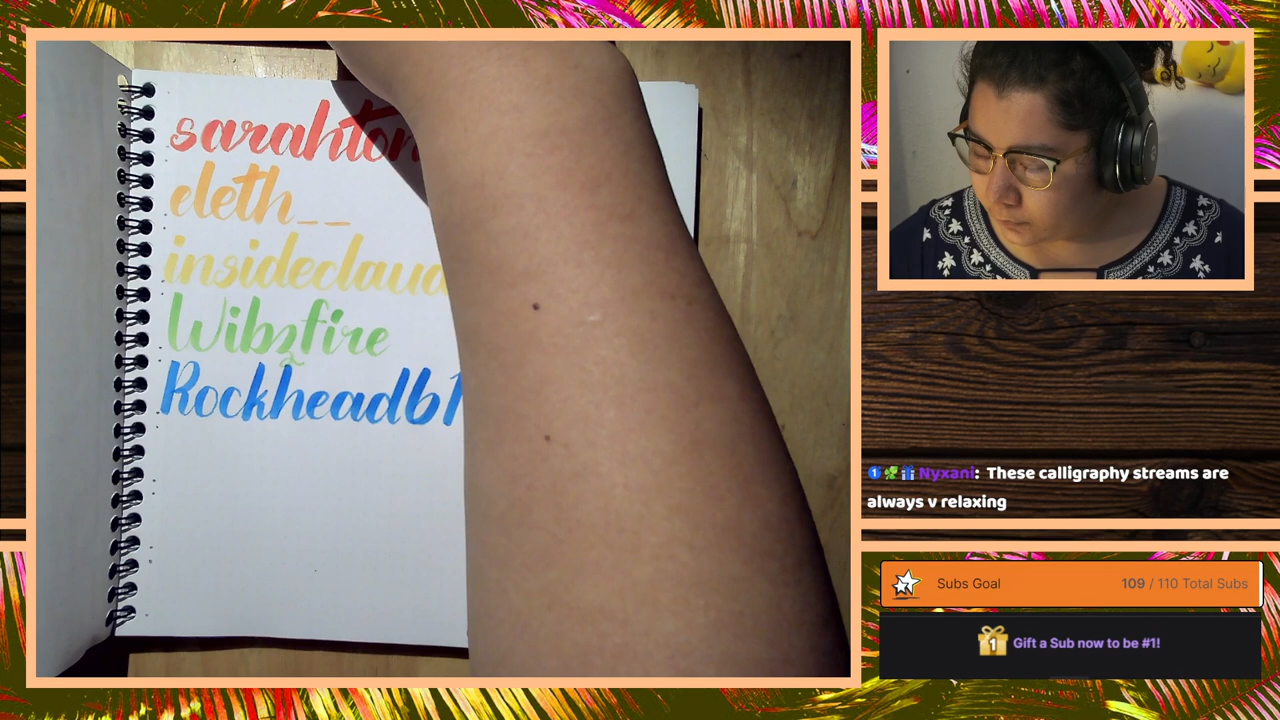 sarahton
eleth__
insideclaud
Wibzfire
Rockheadb1
Nyxani: These calligraphy streams are
always v relaxing
Subs Goal
109 / 110 Total Subs
1 Gift a Sub now to be #1!